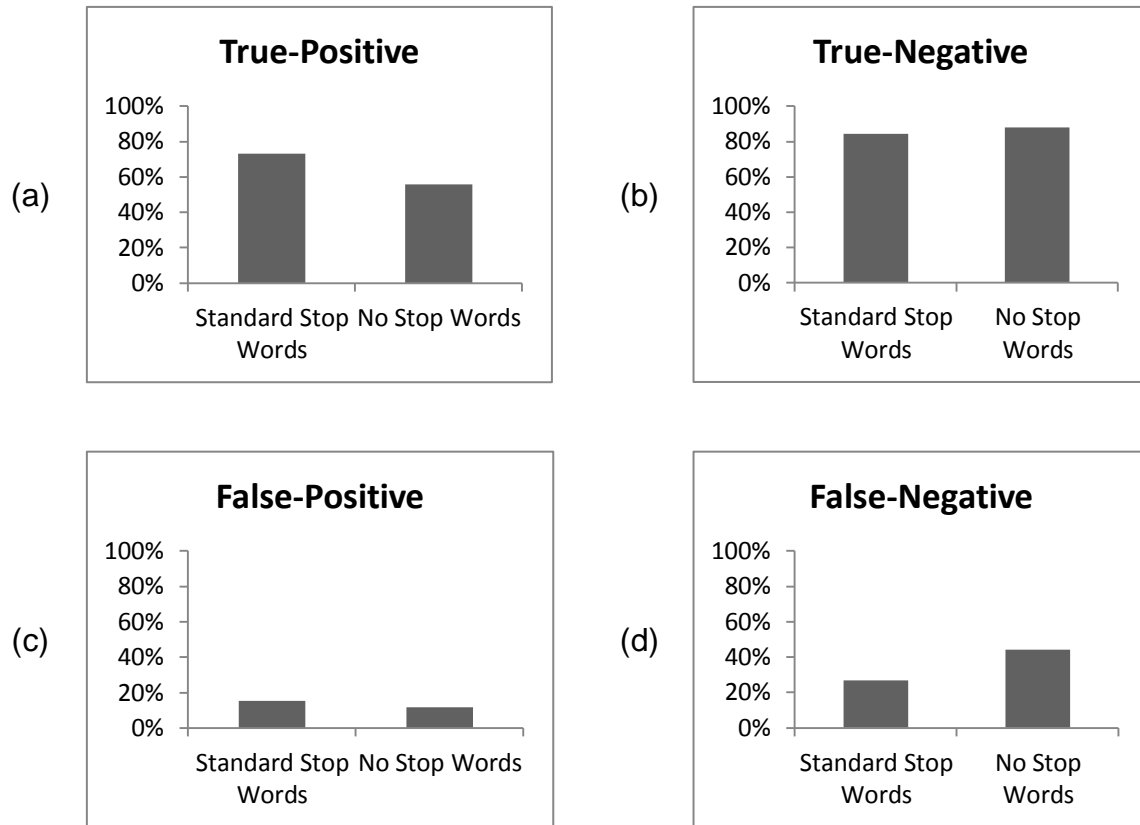 (a)
True-Positive
100%
80%
60%
40%
20%
0%
Standard Stop
Words
No Stop Words
(b)
True-Negative
100%
80%
60%
40%
20%
0%
Standard Stop
Words
No Stop
Words
(c)
False-Positive
100%
80%
60%
40%
20%
0%
Standard Stop
Words
No Stop Words
(d)
False-Negative
100%
80%
60%
40%
20%
0%
Standard Stop
Words
No Stop
Words